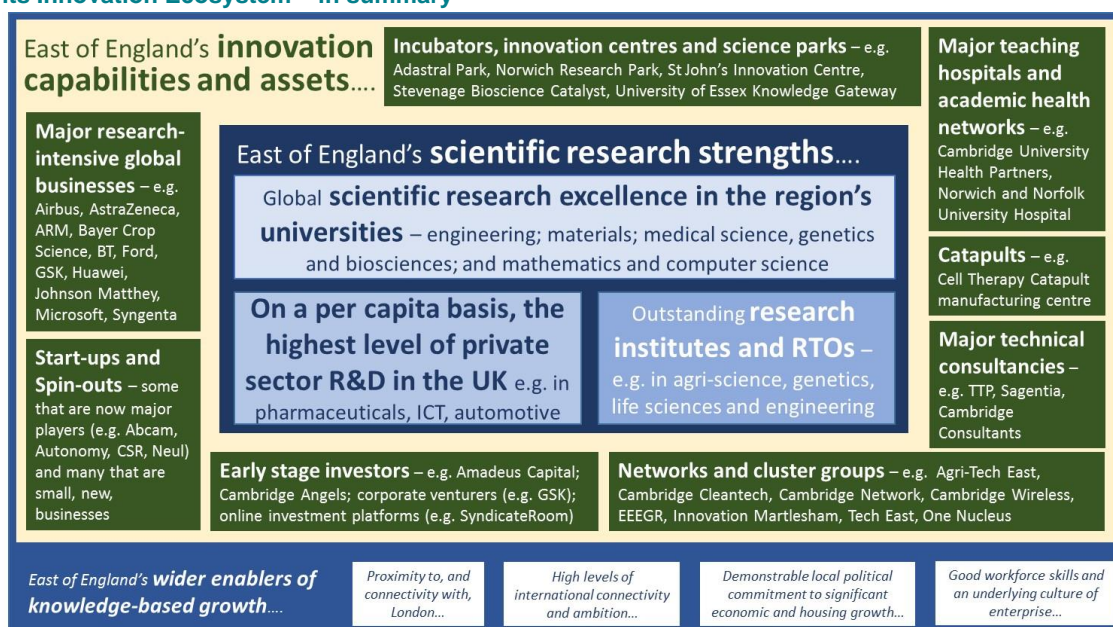 its Innovation Ecosystem – in summary
East of England's innovation
capabilities and assets....
Incubators, innovation centres and science parks – e.g.
Adastral Park, Norwich Research Park, St John's Innovation Centre,
Stevenage Bioscience Catalyst, University of Essex Knowledge Gateway
Major teaching
hospitals and
academic health
networks – e.g.
Cambridge University
Health Partners,
Norwich and Norfolk
University Hospital
Major research-
intensive global
businesses – e.g.
Airbus, AstraZeneca,
ARM, Bayer Crop
Science, BT, Ford,
GSK, Huawei,
Johnson Matthey,
Microsoft, Syngenta
East of England's scientific research strengths....
Global scientific research excellence in the region's
universities – engineering; materials; medical science, genetics
and biosciences; and mathematics and computer science
On a per capita basis, the
highest level of private
sector R&D in the UK e.g. in
pharmaceuticals, ICT, automotive
Outstanding research
institutes and RTOs –
e.g. in agri-science, genetics,
life sciences and engineering
Catapults – e.g.
Cell Therapy Catapult
manufacturing centre
Major technical
consultancies –
e.g. TTP, Sagentia,
Cambridge
Consultants
Start-ups and
Spin-outs – some
that are now major
players (e.g. Abcam,
Autonomy, CSR, Neul)
and many that are
small, new,
businesses
Early stage investors – e.g. Amadeus Capital;
Cambridge Angels; corporate venturers (e.g. GSK);
online investment platforms (e.g. SyndicateRoom)
Networks and cluster groups – e.g. Agri-Tech East,
Cambridge Cleantech, Cambridge Network, Cambridge Wireless,
EEEGR, Innovation Martlesham, Tech East, One Nucleus
East of England's wider enablers of
knowledge-based growth....
Proximity to, and
connectivity with,
London...
High levels of
international connectivity
and ambition...
Demonstrable local political
commitment to significant
economic and housing growth...
Good workforce skills and
an underlying culture of
enterprise...